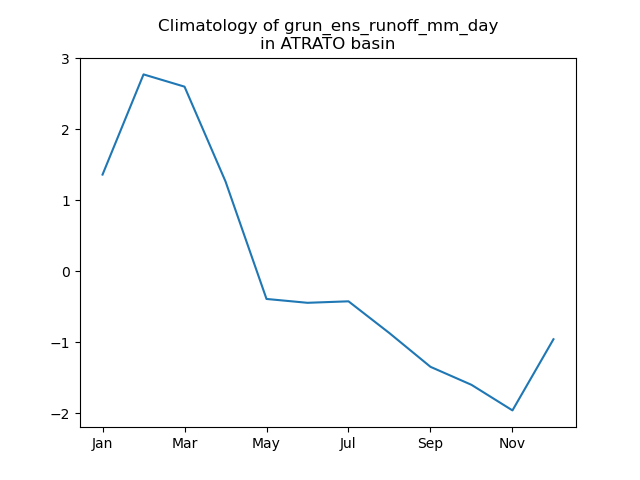 Climatology of grun_ens_runoff_mm_day
in ATRATO basin
3
2
1
0
−1
−2
Jan Mar May Jul Sep Nov